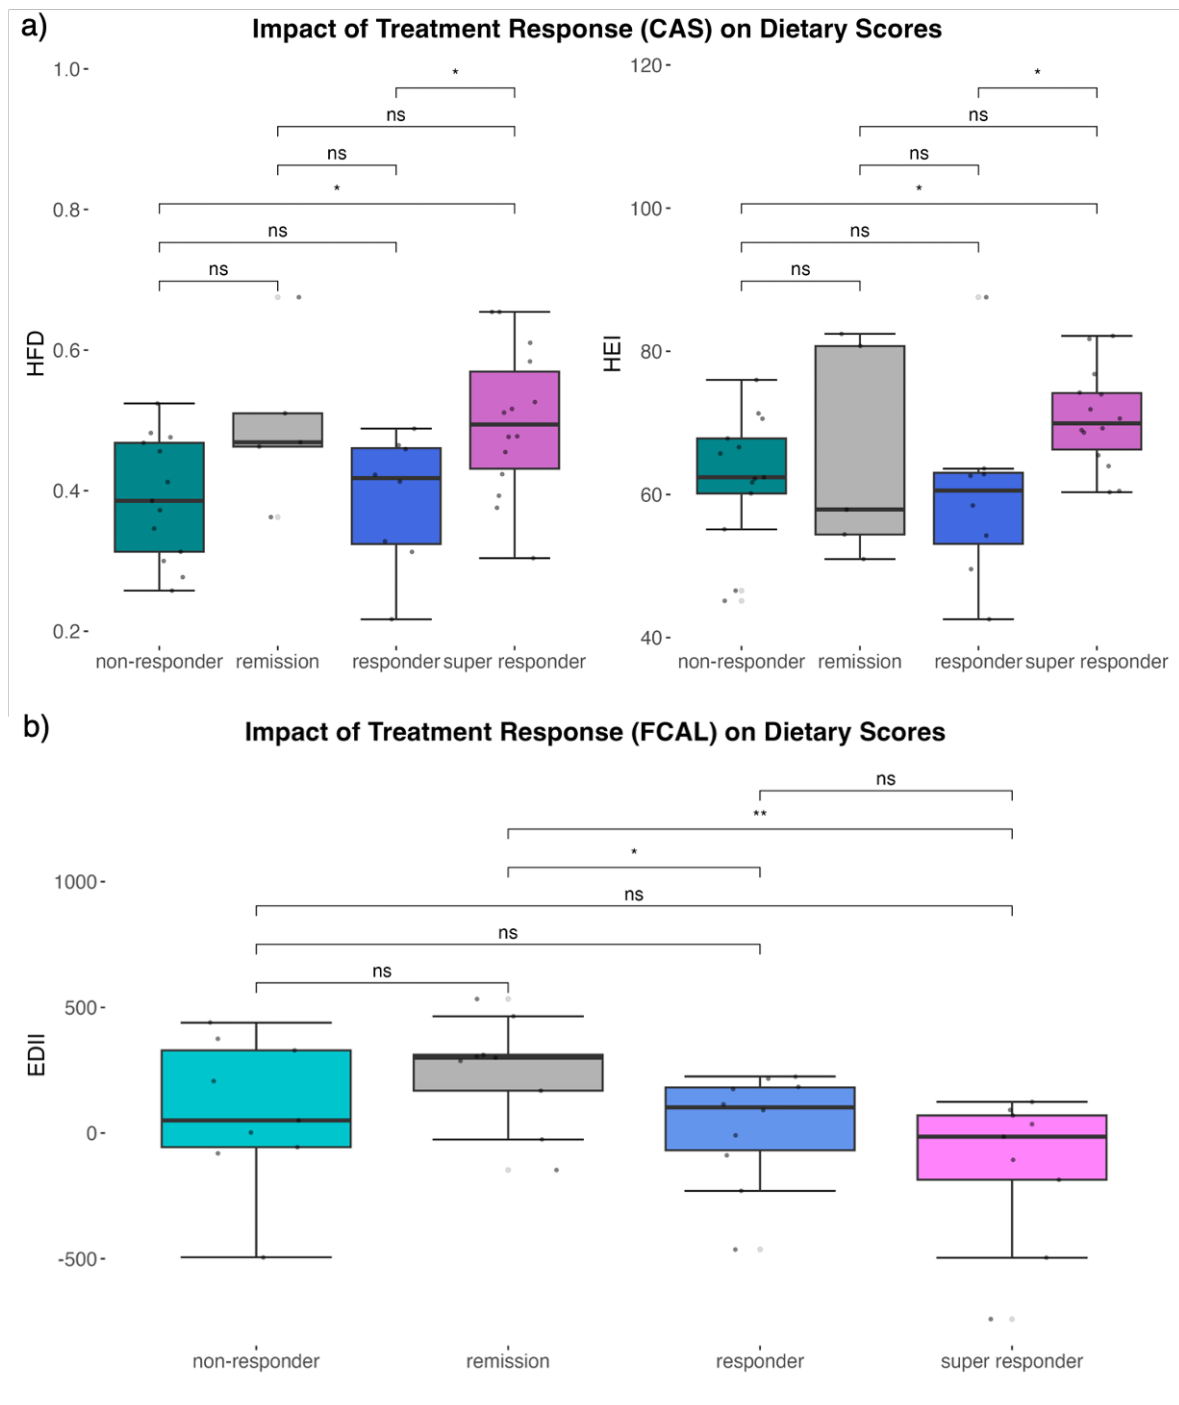 a)
Impact of Treatment Response (CAS) on Dietary Scores
1.0
0.8
0.6
0.4
0.2
HFD
*
ns
ns
*
ns
ns
non-responder remission responder super responder
120
100
80
60
40
HEI
*
ns
ns
*
ns
ns
non-responder remission responder super responder
b)
Impact of Treatment Response (FCAL) on Dietary Scores
1000
500
0
-500
EDII
ns
**
*
ns
ns
ns
non-responder remission responder super responder